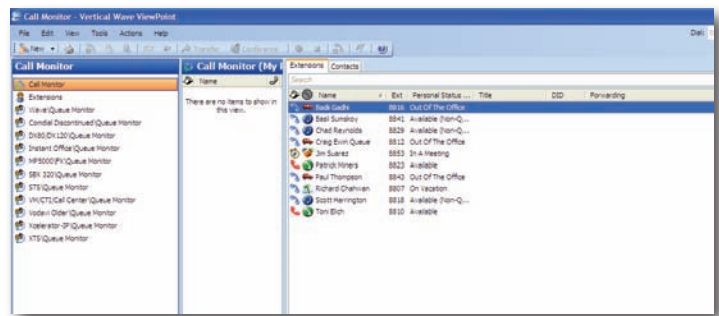 Call Monitor - Vertical Wave ViewPoint
File Edit View Tools Actions Help
Dial:
New Transfer Conference
Call Monitor
Call Monitor
Extensions
Wave\Queue Monitor
Comdial Discontinued\Queue Monitor
DX80/DX120\Queue Monitor
Instant Office\Queue Monitor
MP5000\FX\Queue Monitor
SBX 320\Queue Monitor
STS\Queue Monitor
VM/CTI/Call Center\Queue Monitor
Vodavi Older\Queue Monitor
Xcelerator-IP\Queue Monitor
XTS\Queue Monitor
Call Monitor (My
Name
There are no items to show in
this view.
Extensions Contacts
Search
Name Ext Personal Status ... Title DID Forwarding
Badi Gadhi 8816 Out Of The Office
Basil Sunskoy 8841 Available (Non-Q...
Chad Reynolds 8829 Available (Non-Q...
Craig Ewin Queue 8812 Out Of The Office
Jim Suarez 8853 In A Meeting
Patrick Miners 8823 Available
Paul Thompson 8843 Out Of The Office
Richard Chahwan 8807 On Vacation
Scott Herrington 8818 Available (Non-Q...
Toni Elich 8810 Available